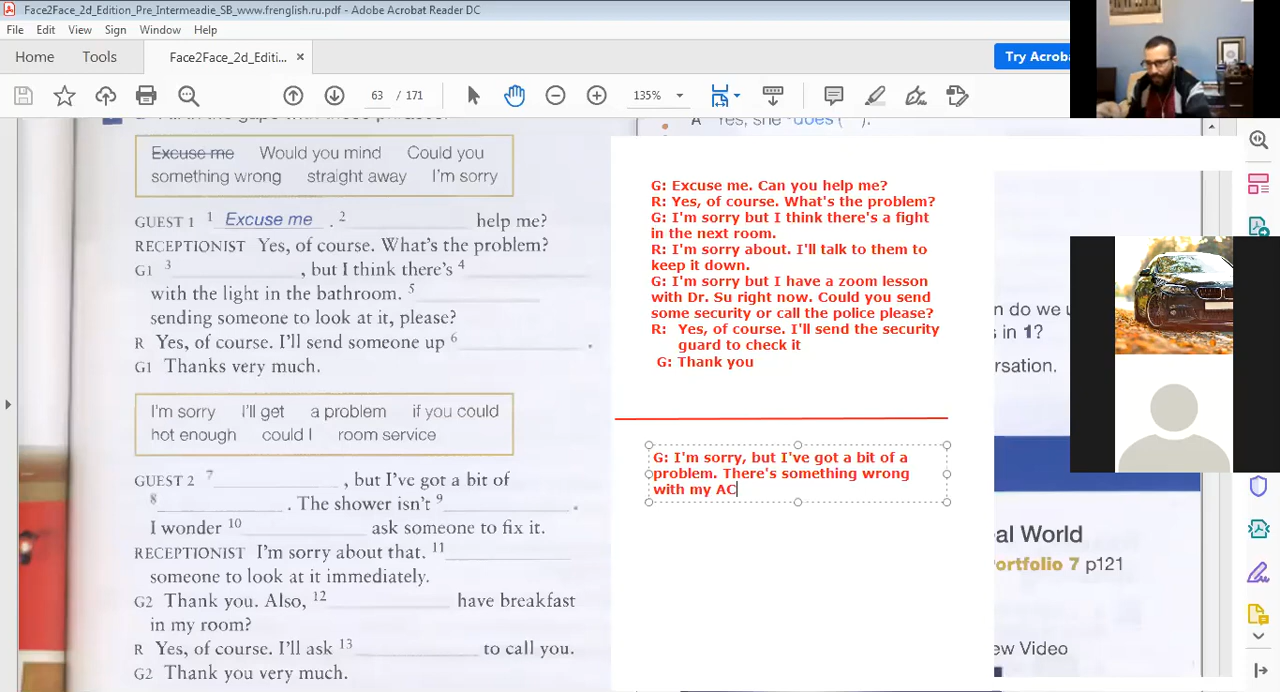 Face2Face_2d_Edition_Pre_Intermeadie_SB_www.frenglish.ru.pdf - Adobe Acrobat Reader DC
File Edit View Sign Window Help
Home Tools Face2Face_2d_Editi... × Try Acroba
63 / 171 135%
Excuse me Would you mind Could you
something wrong straight away I'm sorry
GUEST 1 1 Excuse me . 2 help me?
RECEPTIONIST Yes, of course. What's the problem?
G1 3 , but I think there's 4
with the light in the bathroom. 5
sending someone to look at it, please?
R Yes, of course. I'll send someone up 6 .
G1 Thanks very much.
I'm sorry I'll get a problem if you could
hot enough could I room service
GUEST 2 7 , but I've got a bit of
8 . The shower isn't 9 .
I wonder 10 ask someone to fix it.
RECEPTIONIST I'm sorry about that. 11
someone to look at it immediately.
G2 Thank you. Also, 12 have breakfast
in my room?
R Yes, of course. I'll ask 13 to call you.
G2 Thank you very much.
A Yes, she does ( ).
G: Excuse me. Can you help me?
R: Yes, of course. What's the problem?
G: I'm sorry but I think there's a fight
in the next room.
R: I'm sorry about. I'll talk to them to
keep it down.
G: I'm sorry but I have a zoom lesson
with Dr. Su right now. Could you send
some security or call the police please?
R: Yes, of course. I'll send the security
guard to check it
G: Thank you
G: I'm sorry, but I've got a bit of a
problem. There's something wrong
with my AC
n do we u
s in 1?
rsation.
al World
ortfolio 7 p121
ew Video